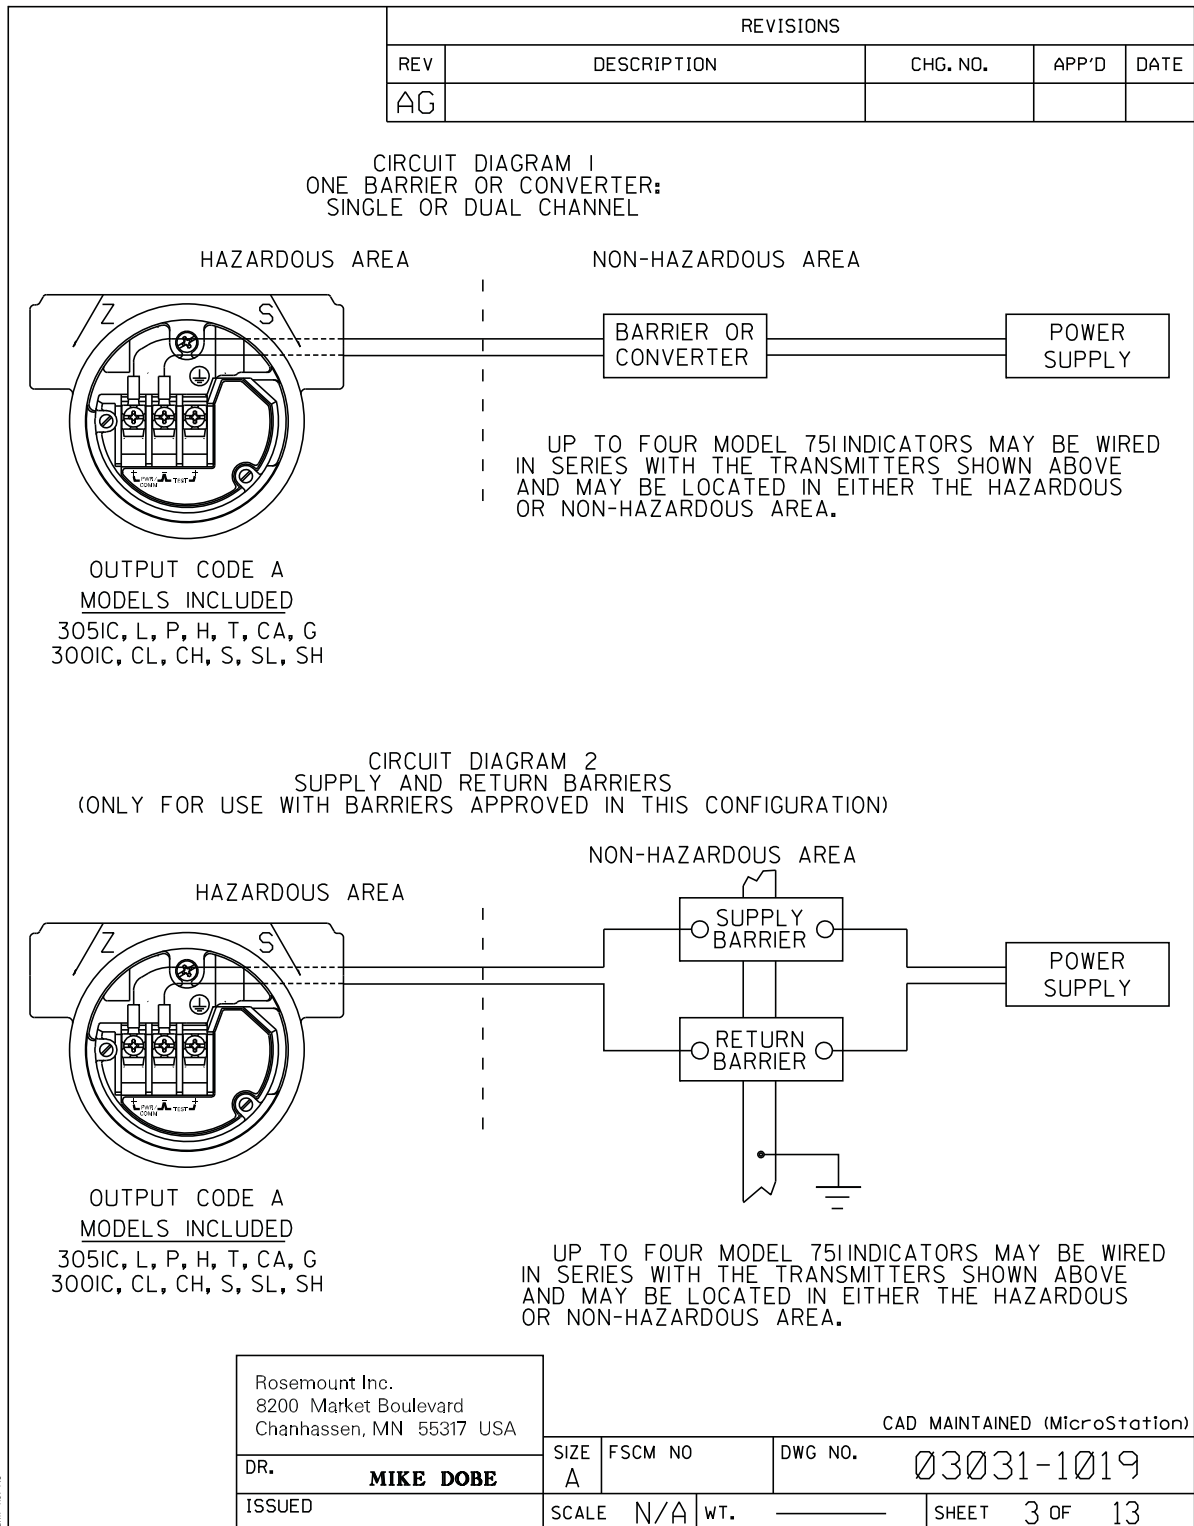 REVISIONS
REV DESCRIPTION CHG. NO. APP'D DATE
AG
CIRCUIT DIAGRAM 1
ONE BARRIER OR CONVERTER:
SINGLE OR DUAL CHANNEL
HAZARDOUS AREA NON-HAZARDOUS AREA
Z S
BARRIER OR
CONVERTER
POWER
SUPPLY
PWR/
COMM
TEST
UP TO FOUR MODEL 751 INDICATORS MAY BE WIRED
IN SERIES WITH THE TRANSMITTERS SHOWN ABOVE
AND MAY BE LOCATED IN EITHER THE HAZARDOUS
OR NON-HAZARDOUS AREA.
OUTPUT CODE A
MODELS INCLUDED
3051C, L, P, H, T, CA, G
3001C, CL, CH, S, SL, SH
CIRCUIT DIAGRAM 2
SUPPLY AND RETURN BARRIERS
(ONLY FOR USE WITH BARRIERS APPROVED IN THIS CONFIGURATION)
NON-HAZARDOUS AREA
HAZARDOUS AREA
Z S
SUPPLY
BARRIER
POWER
SUPPLY
RETURN
BARRIER
PWR/
COMM
TEST
OUTPUT CODE A
MODELS INCLUDED
3051C, L, P, H, T, CA, G
3001C, CL, CH, S, SL, SH
UP TO FOUR MODEL 751 INDICATORS MAY BE WIRED
IN SERIES WITH THE TRANSMITTERS SHOWN ABOVE
AND MAY BE LOCATED IN EITHER THE HAZARDOUS
OR NON-HAZARDOUS AREA.
Rosemount Inc.
8200 Market Boulevard
Chanhassen, MN 55317 USA
CAD MAINTAINED (MicroStation)
DR. MIKE DOBE
SIZE A
FSCM NO
DWG NO. 03031-1019
ISSUED
SCALE N/A WT. SHEET 3 OF 13